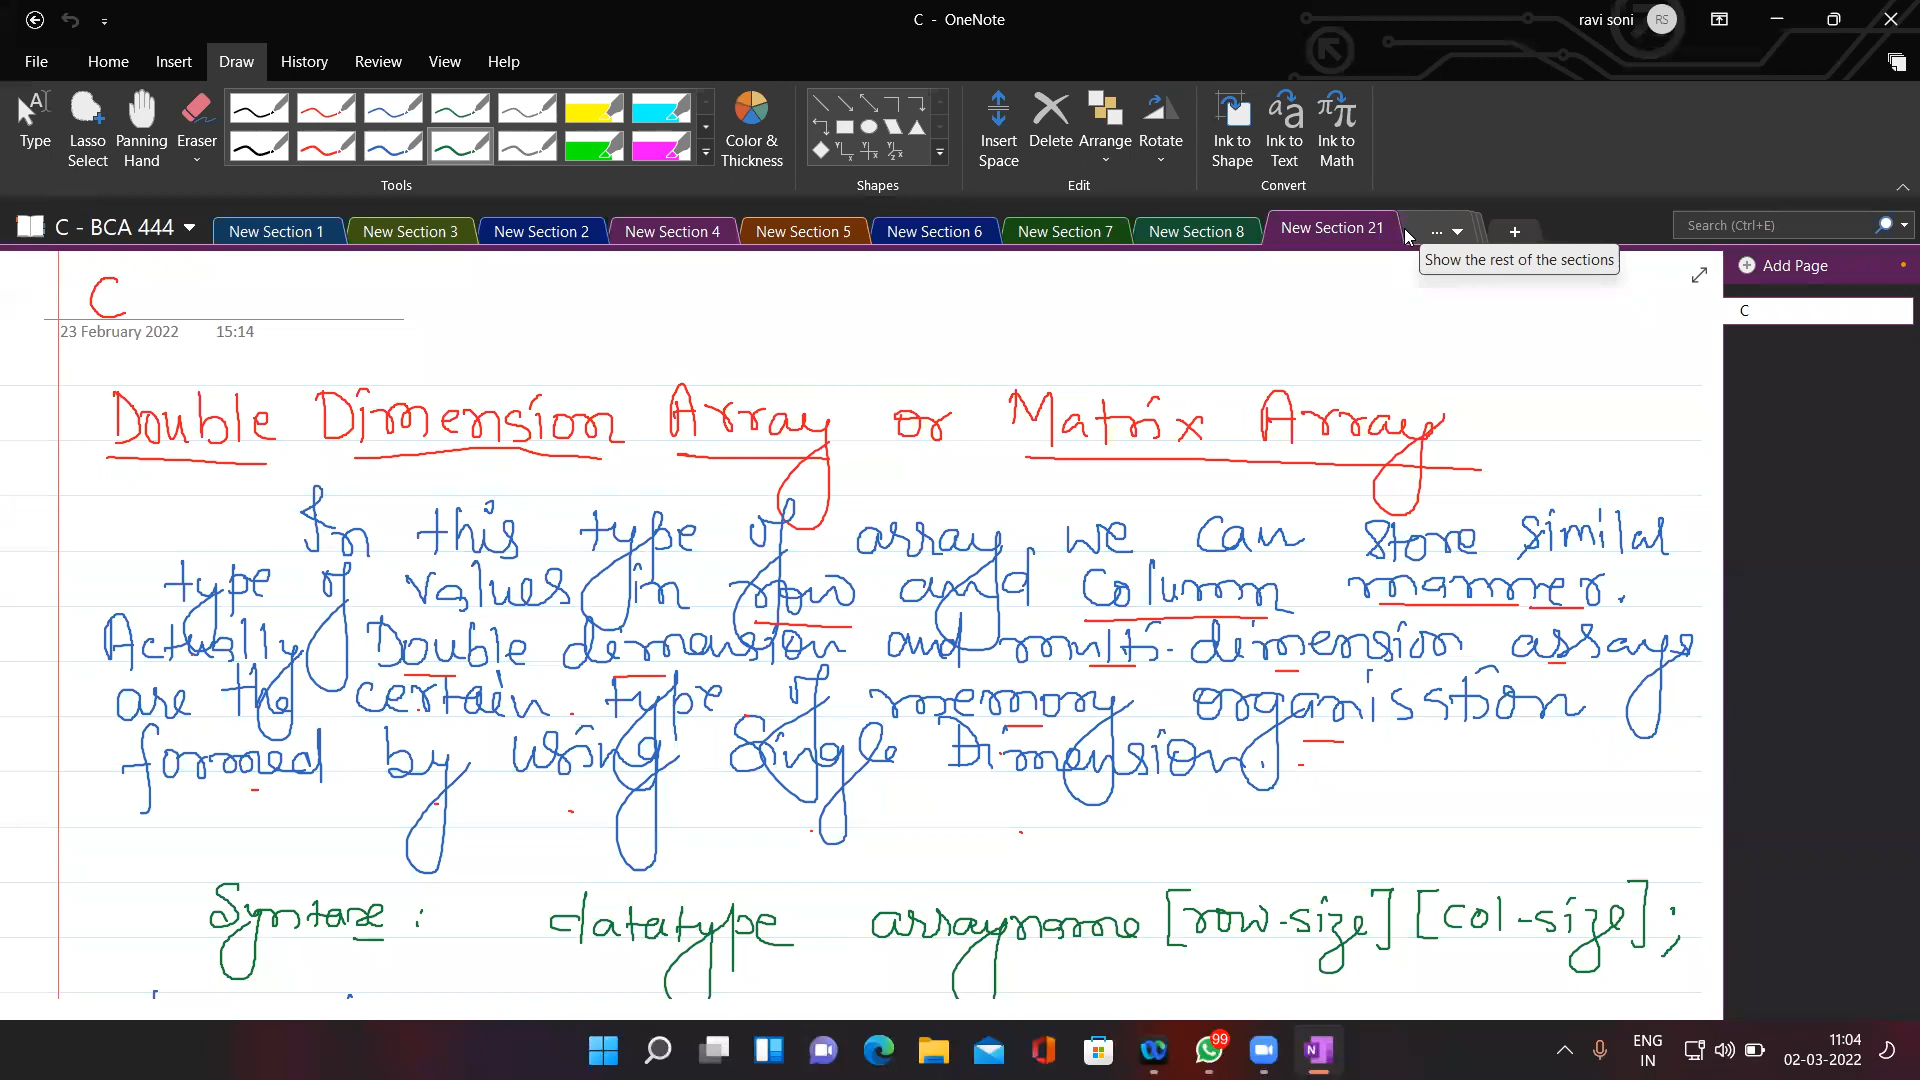 C - OneNote
ravi soni RS
File Home Insert Draw History Review View Help
Type Lasso Select Panning Hand Eraser Color & Thickness Insert Space Delete Arrange Rotate Ink to Shape Ink to Text Ink to Math
Tools Shapes Edit Convert
C - BCA 444 New Section 1 New Section 3 New Section 2 New Section 4 New Section 5 New Section 6 New Section 7 New Section 8 New Section 21 ... + Search (Ctrl+E)
Show the rest of the sections
Add Page
C
C
23 February 2022 15:14
Double Dimension Array or Matrix Array
In this type of array, we can store similar
type of values in row and column manner.
Actually Double demension and multi-dimension arrays
are the certain type of memory organisstion
formed by using Single Dimension.
Syntaxe : datatype arrayname [row-size] [col-size];
99
ENG IN
11:04
02-03-2022